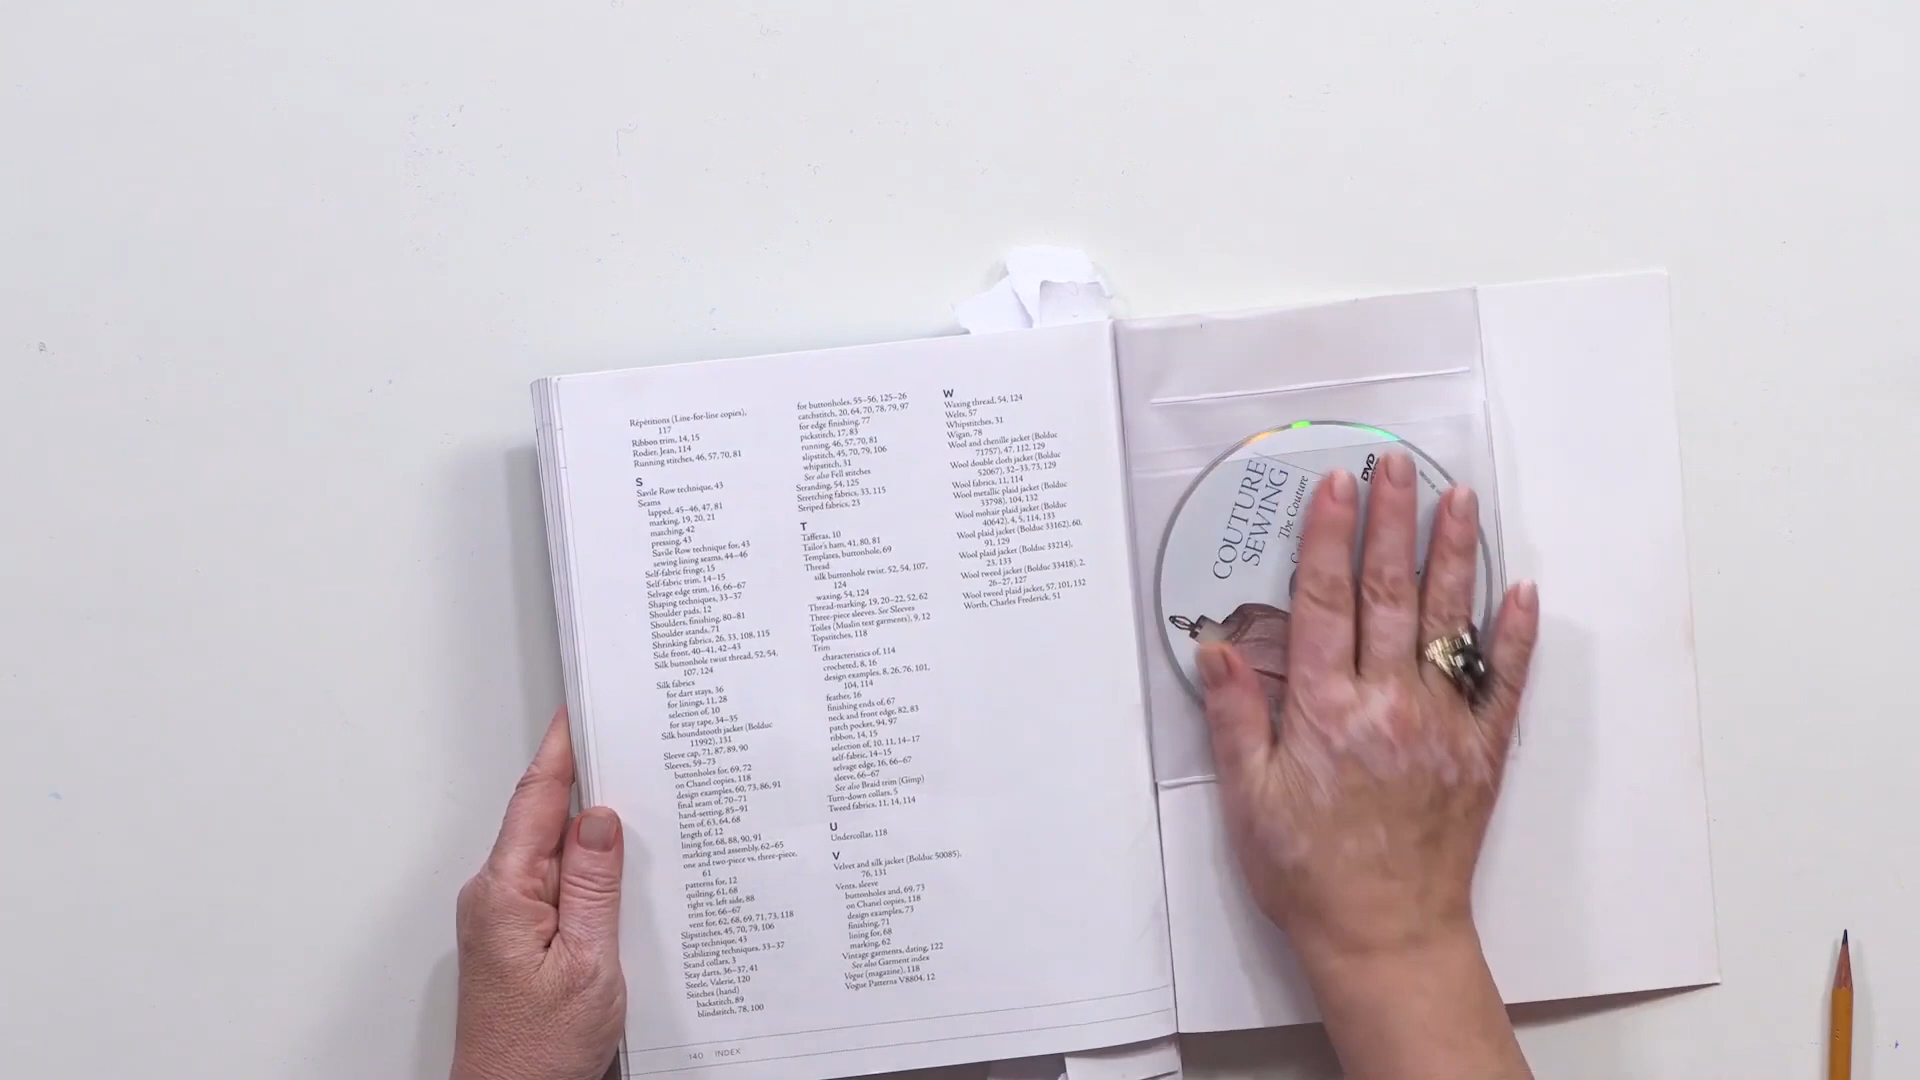 Répétitions (Line-for-line copies),
117
Ribbon trim, 14, 15
Rodier, Jean, 114
Running stitches, 46, 57, 70, 81
S
Savile Row technique, 43
Seams
lapped, 45–46, 47, 81
marking, 19, 20, 21
matching, 42
pressing, 43
Savile Row technique for, 43
sewing lining seams, 44–46
Self-fabric fringe, 15
Self-fabric trim, 14–15
Selvage edge trim, 16, 66–67
Shaping techniques, 33–37
Shoulder pads, 12
Shoulders, finishing, 80–81
Shoulder stands, 71
Shrinking fabrics, 26, 33, 108, 115
Side front, 40–41, 42–43
Silk buttonhole twist thread, 52, 54,
107, 124
Silk fabrics
for dart stays, 36
for linings, 11, 28
selection of, 10
for stay tape, 34–35
Silk houndstooth jacket (Bolduc
11992), 131
Sleeve cap, 71, 87, 89, 90
Sleeves, 59–73
buttonholes for, 69, 72
on Chanel copies, 118
design examples, 60, 73, 86, 91
final seam of, 70–71
hand-setting, 85–91
hem of, 63, 64, 68
length of, 12
lining for, 68, 88, 90, 91
marking and assembly, 62–65
one and two-piece vs. three-piece,
61
patterns for, 12
quilting, 61, 68
right vs. left side, 88
trim for, 66–67
vent for, 62, 68, 69, 71, 73, 118
Slipstitches, 45, 70, 79, 106
Soap technique, 43
Stabilizing techniques, 33–37
Stand collars, 3
Stay darts, 36–37, 41
Steele, Valerie, 120
Stitches (hand)
backstitch, 89
blindstitch, 78, 100
for buttonholes, 55–56, 125–26
catchstitch, 20, 64, 70, 78, 79, 97
for edge finishing, 77
pickstitch, 17, 83
running, 46, 57, 70, 81
slipstitch, 45, 70, 79, 106
whipstitch, 31
See also Fell stitches
Stranding, 54, 125
Stretching fabrics, 33, 115
Striped fabrics, 23
T
Taffetas, 10
Tailor's ham, 41, 80, 81
Templates, buttonhole, 69
Thread
silk buttonhole twist, 52, 54, 107,
124
waxing, 54, 124
Thread-marking, 19, 20–22, 52, 62
Three-piece sleeves. See Sleeves
Toiles (Muslin test garments), 9, 12
Topstitches, 118
Trim
characteristics of, 114
crocheted, 8, 16
design examples, 8, 26, 76, 101,
104, 114
feather, 16
finishing ends of, 67
neck and front edge, 82, 83
patch pocket, 94, 97
ribbon, 14, 15
selection of, 10, 11, 14–17
self-fabric, 14–15
selvage edge, 16, 66–67
sleeve, 66–67
See also Braid trim (Gimp)
Turn-down collars, 5
Tweed fabrics, 11, 14, 114
U
Undercollar, 118
V
Velvet and silk jacket (Bolduc 50085),
76, 131
Vents, sleeve
buttonholes and, 69, 73
on Chanel copies, 118
design examples, 73
finishing, 71
lining for, 68
marking, 62
Vintage garments, dating, 122
See also Garment index
Vogue (magazine), 118
Vogue Patterns V8804, 12
W
Waxing thread, 54, 124
Welts, 57
Whipstitches, 31
Wigan, 78
Wool and chenille jacket (Bolduc
71757), 47, 112, 129
Wool double cloth jacket (Bolduc
52067), 32–33, 73, 129
Wool fabrics, 11, 114
Wool metallic plaid jacket (Bolduc
33798), 104, 132
Wool mohair plaid jacket (Bolduc
40642), 4, 5, 114, 133
Wool plaid jacket (Bolduc 33162), 60,
91, 129
Wool plaid jacket (Bolduc 33214),
23, 133
Wool tweed jacket (Bolduc 33418), 2,
26–27, 127
Wool tweed plaid jacket, 57, 101, 132
Worth, Charles Frederick, 51
140 INDEX
COUTURE
SEWING
The Couture
DVD